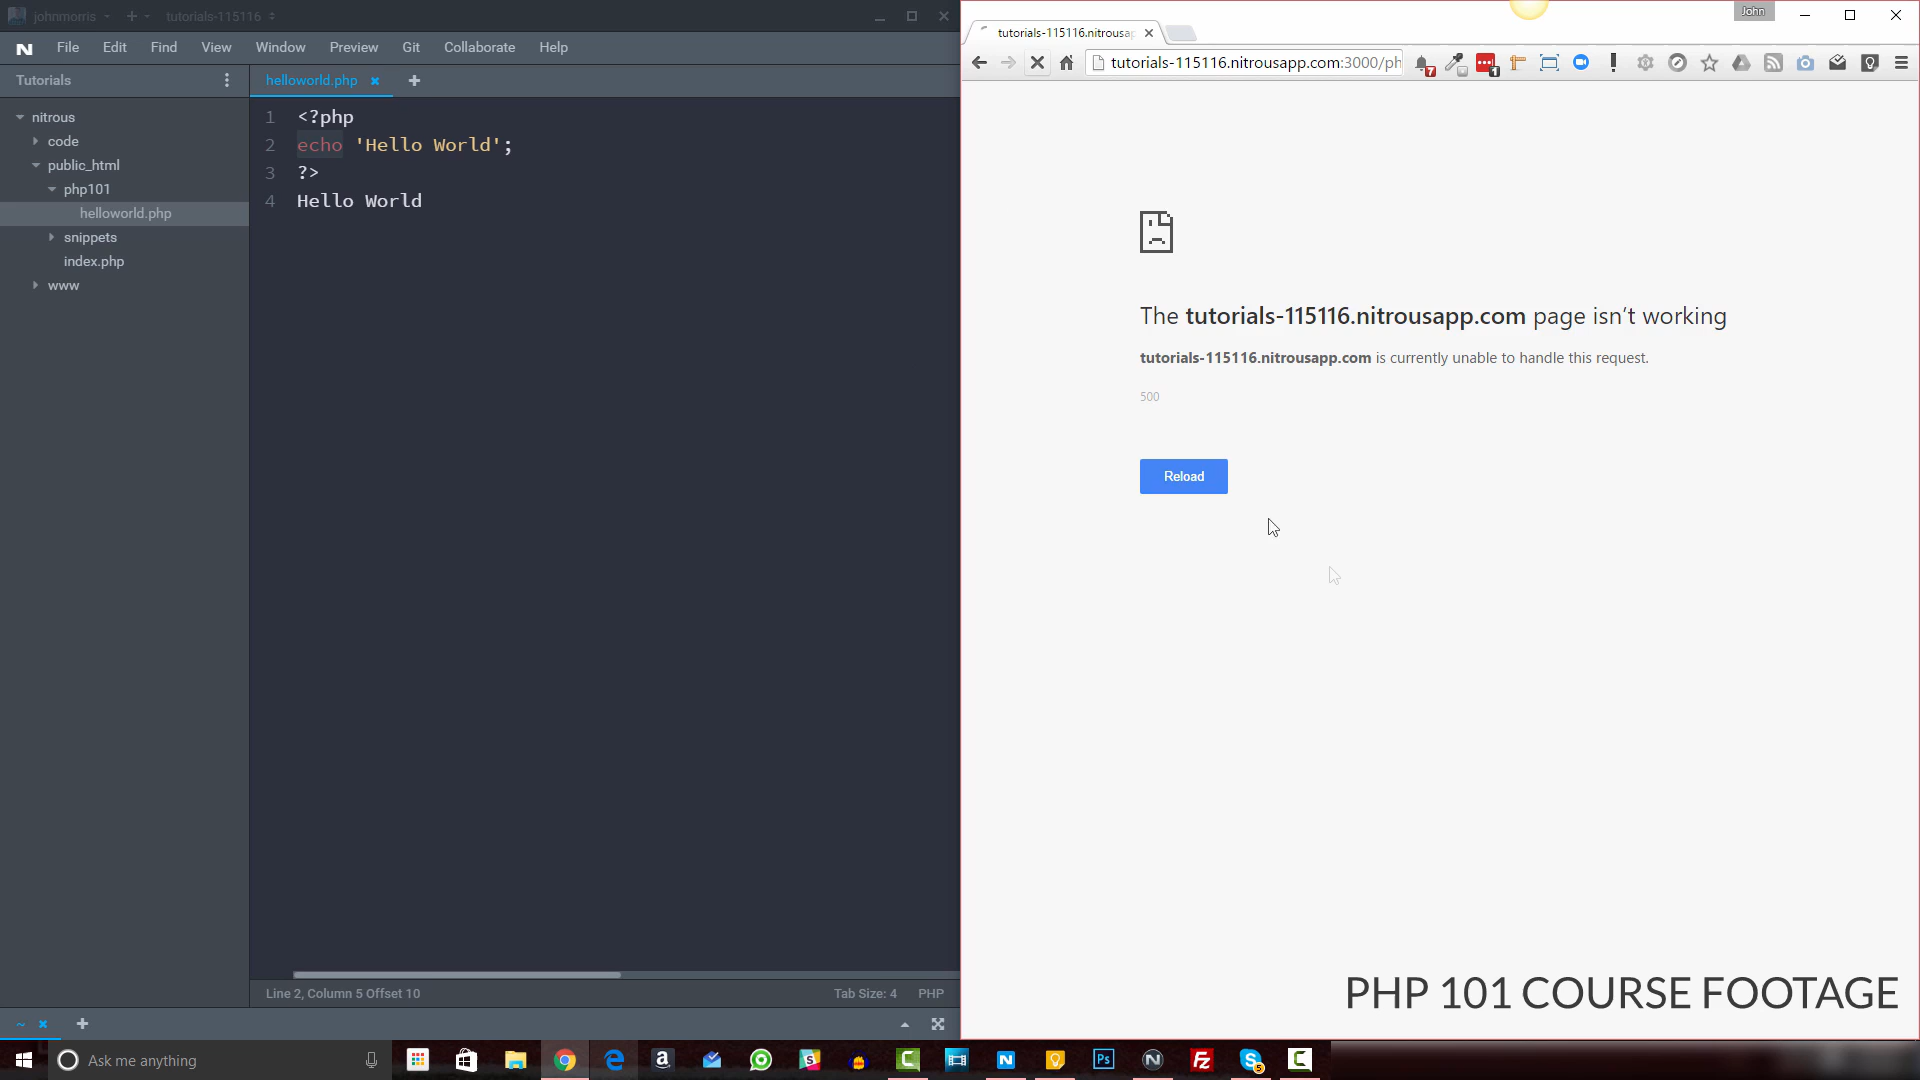 johnmorris
tutorials-115116
File Edit Find View Window Preview Git Collaborate Help
Tutorials
helloworld.php
nitrous
code
public_html
php101
helloworld.php
snippets
index.php
www
1 <?php
2 echo 'Hello World';
3 ?>
4 Hello World
Line 2, Column 5 Offset 10
Tab Size: 4 PHP
~
Ask me anything
John
tutorials-115116.nitrousap
tutorials-115116.nitrousapp.com:3000/ph
7
1
The tutorials-115116.nitrousapp.com page isn't working
tutorials-115116.nitrousapp.com is currently unable to handle this request.
500
Reload
PHP 101 COURSE FOOTAGE
5